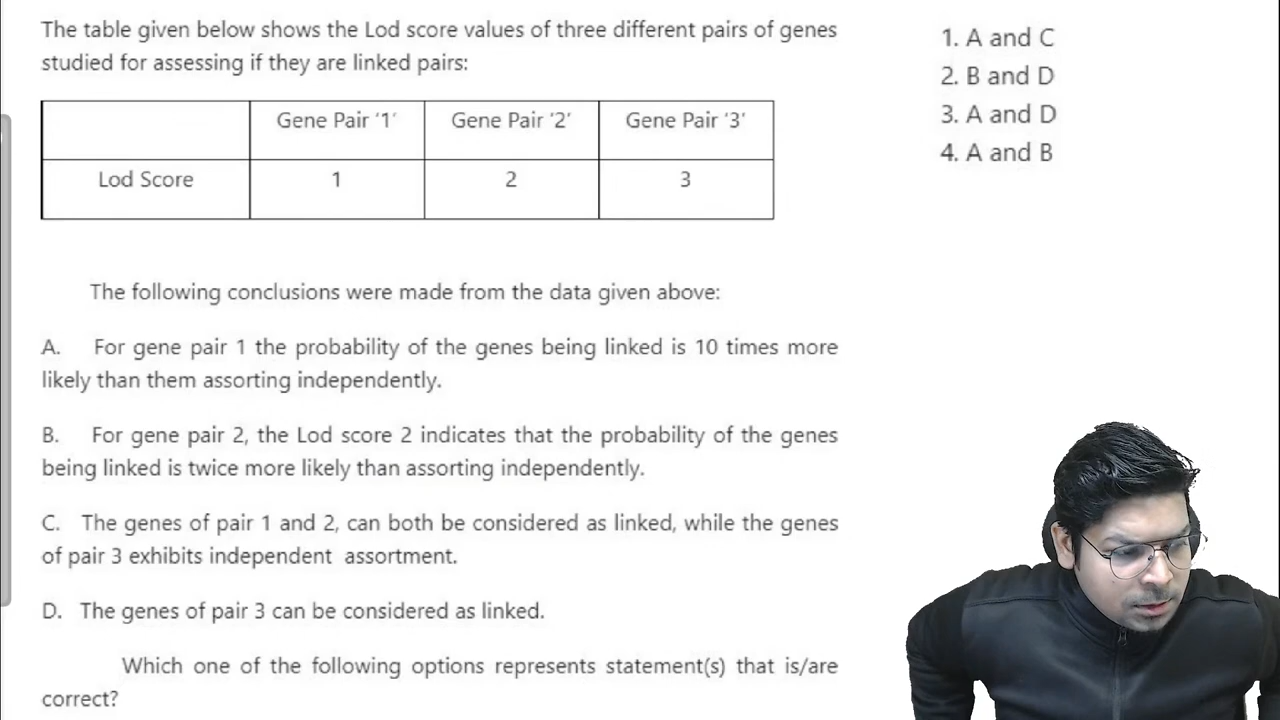 The table given below shows the Lod score values of three different pairs of genes
studied for assessing if they are linked pairs:
Gene Pair ‘1’ Gene Pair ‘2’ Gene Pair ‘3’
Lod Score 1 2 3
The following conclusions were made from the data given above:
A. For gene pair 1 the probability of the genes being linked is 10 times more
likely than them assorting independently.
B. For gene pair 2, the Lod score 2 indicates that the probability of the genes
being linked is twice more likely than assorting independently.
C. The genes of pair 1 and 2, can both be considered as linked, while the genes
of pair 3 exhibits independent assortment.
D. The genes of pair 3 can be considered as linked.
Which one of the following options represents statement(s) that is/are
correct?
1. A and C
2. B and D
3. A and D
4. A and B